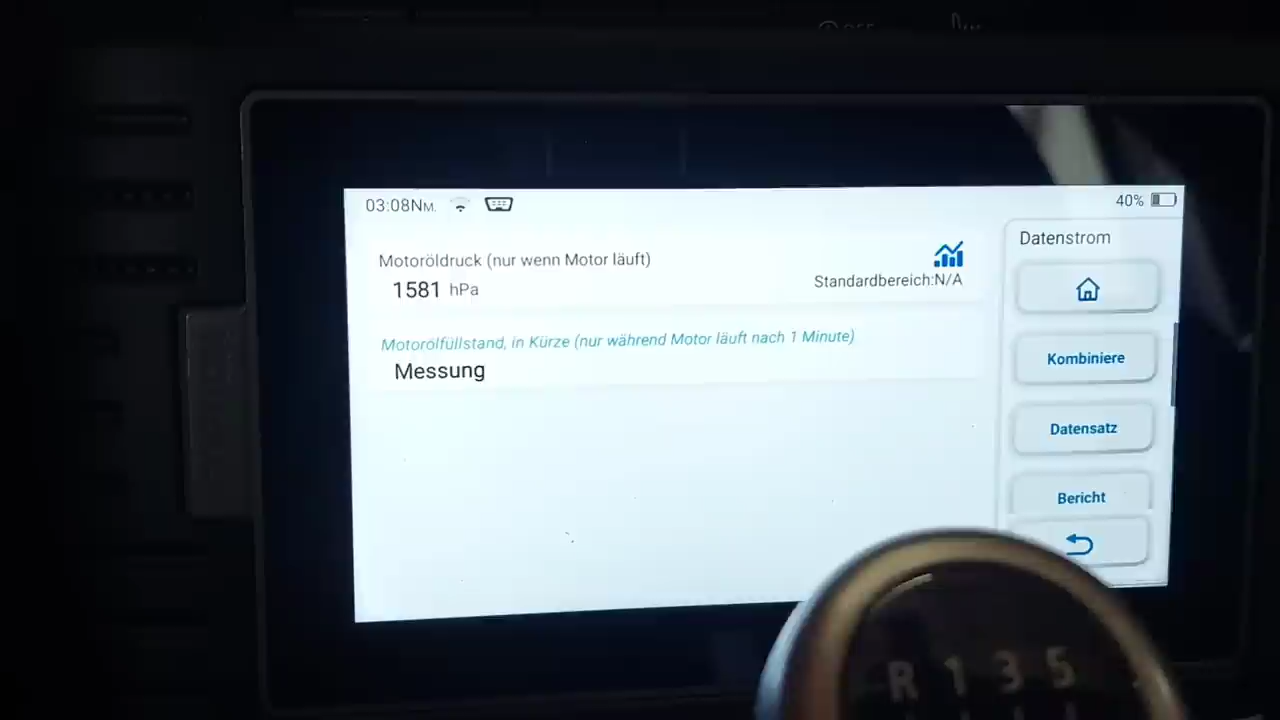 03:08NM.
40%
Motoröldruck (nur wenn Motor läuft)
1581 hPa
Standardbereich:N/A
Motorölfüllstand, in Kürze (nur während Motor läuft nach 1 Minute)
Messung
Datenstrom
Kombiniere
Datensatz
Bericht
R 1 3 5